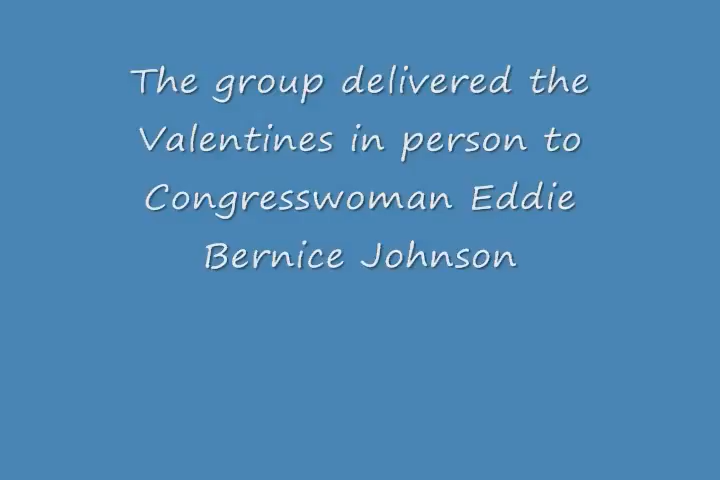 The group delivered the
Valentines in person to
Congresswoman Eddie
Bernice Johnson